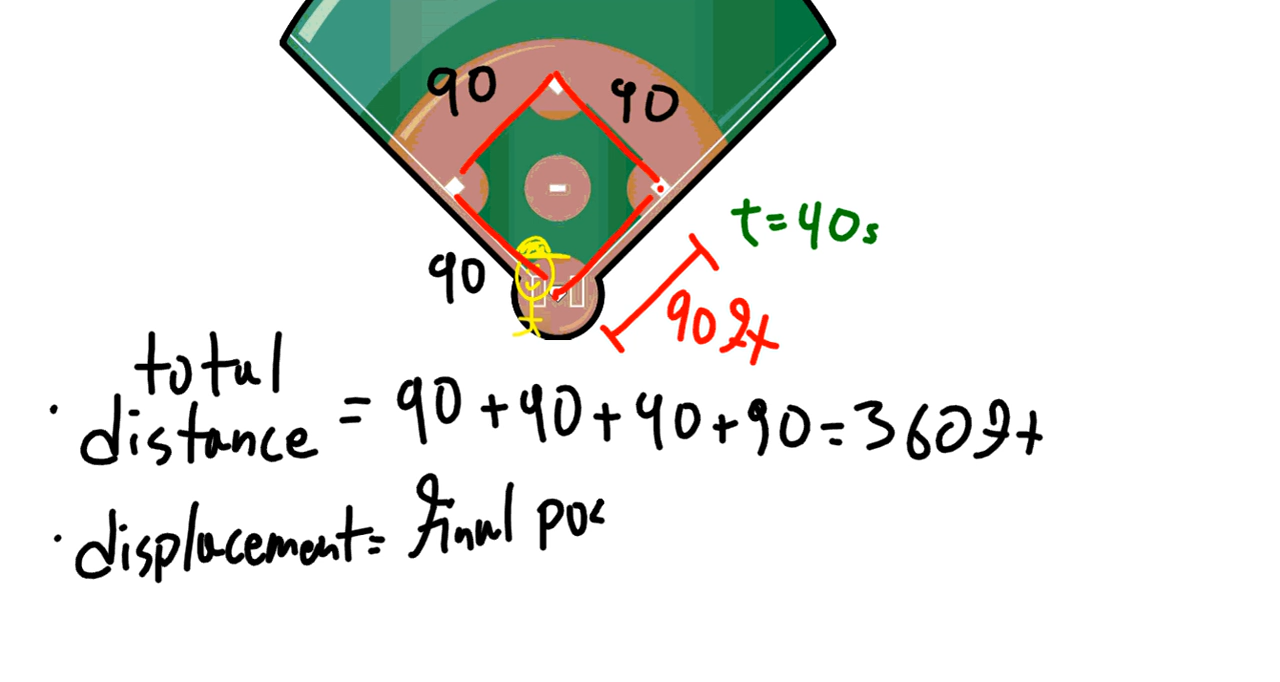 90 90
t=40s
90
90ft
total
distance = 90+90+90+90=360ft
displacement= final pos